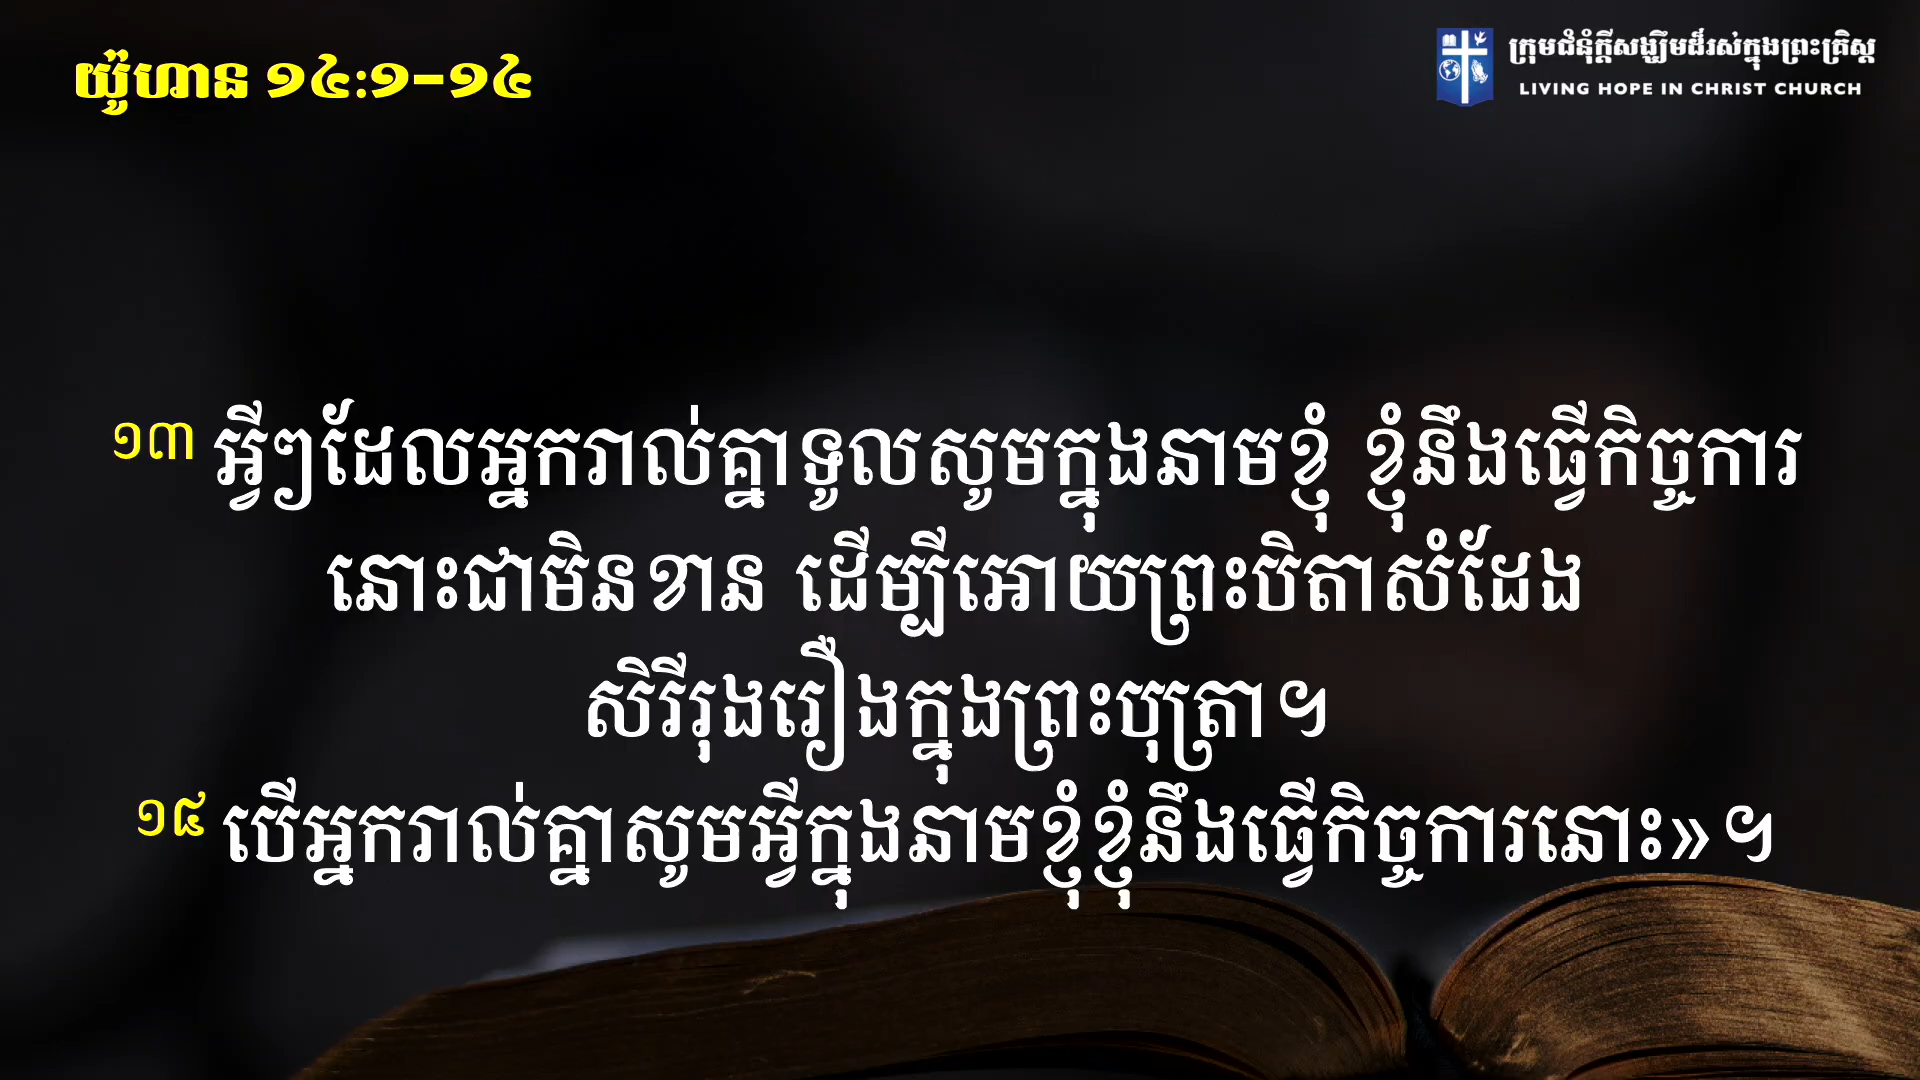 យ៉ូហាន ១៤:១-១៤
ក្រុមជំនុំក្ដីសង្ឃឹមដ៏រស់ក្នុងព្រះគ្រិស្ត
LIVING HOPE IN CHRIST CHURCH
១៣ អ្វីៗដែលអ្នករាល់គ្នាទូលសូមក្នុងនាមខ្ញុំ ខ្ញុំនឹងធ្វើកិច្ចការ
នោះជាមិនខាន ដើម្បីអោយព្រះបិតាសំដែង
សិរីរុងរឿងក្នុងព្រះបុត្រា។
១៤ បើអ្នករាល់គ្នាសូមអ្វីក្នុងនាមខ្ញុំខ្ញុំនឹងធ្វើកិច្ចការនោះ»។